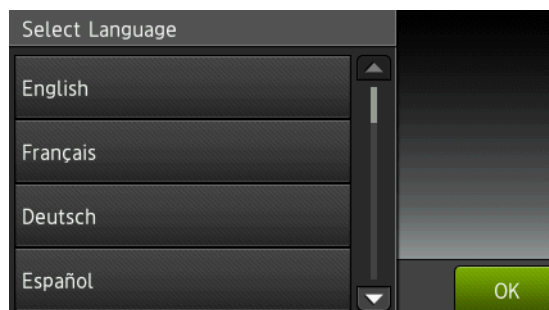 Select Language
English
Français
Deutsch
Español
OK